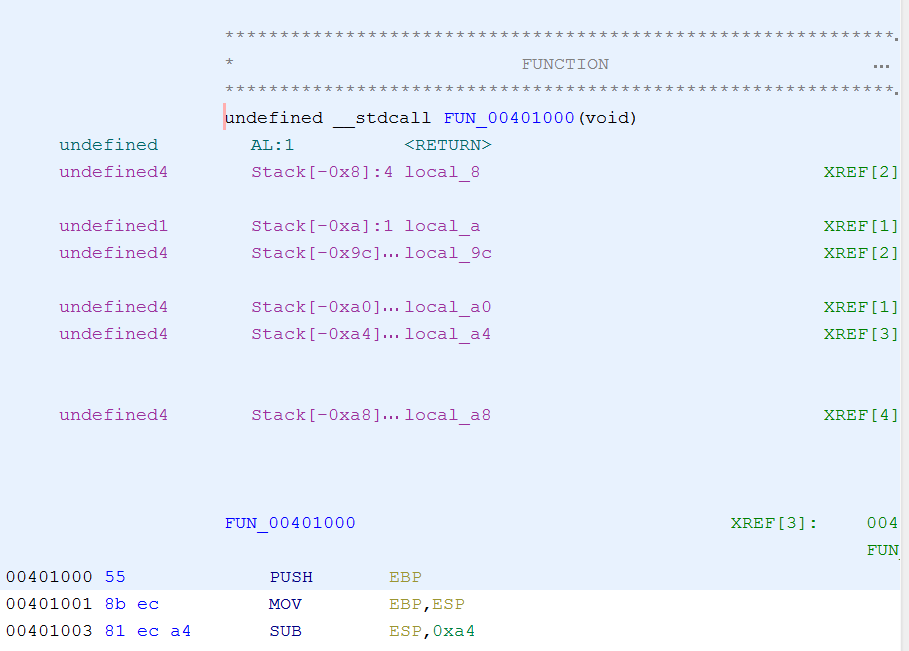 **************************************************************
* FUNCTION ...
**************************************************************
undefined __stdcall FUN_00401000(void)
undefined AL:1 <RETURN>
undefined4 Stack[-0x8]:4 local_8 XREF[2]
undefined1 Stack[-0xa]:1 local_a XREF[1]
undefined4 Stack[-0x9c]... local_9c XREF[2]
undefined4 Stack[-0xa0]... local_a0 XREF[1]
undefined4 Stack[-0xa4]... local_a4 XREF[3]
undefined4 Stack[-0xa8]... local_a8 XREF[4]
FUN_00401000 XREF[3]: 004
FUN_
00401000 55 PUSH EBP
00401001 8b ec MOV EBP,ESP
00401003 81 ec a4 SUB ESP,0xa4